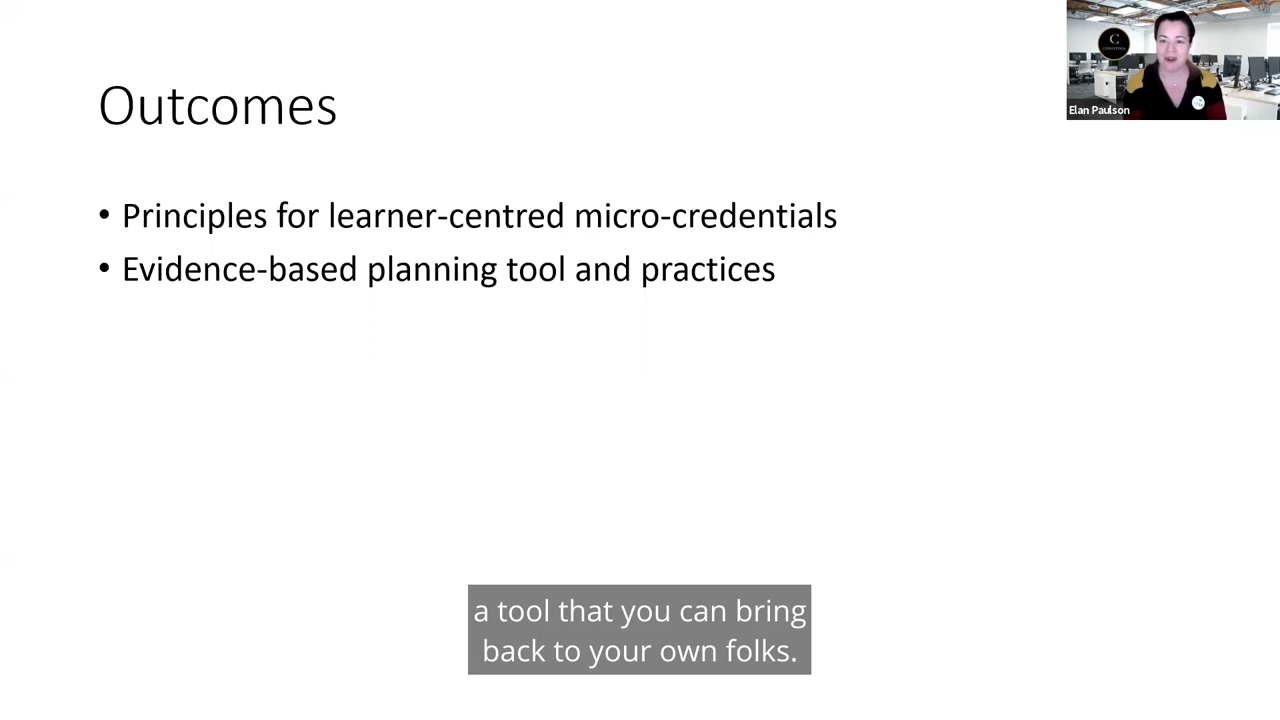 Outcomes
• Principles for learner-centred micro-credentials
• Evidence-based planning tool and practices
C
Elan Paulson
a tool that you can bring
back to your own folks.